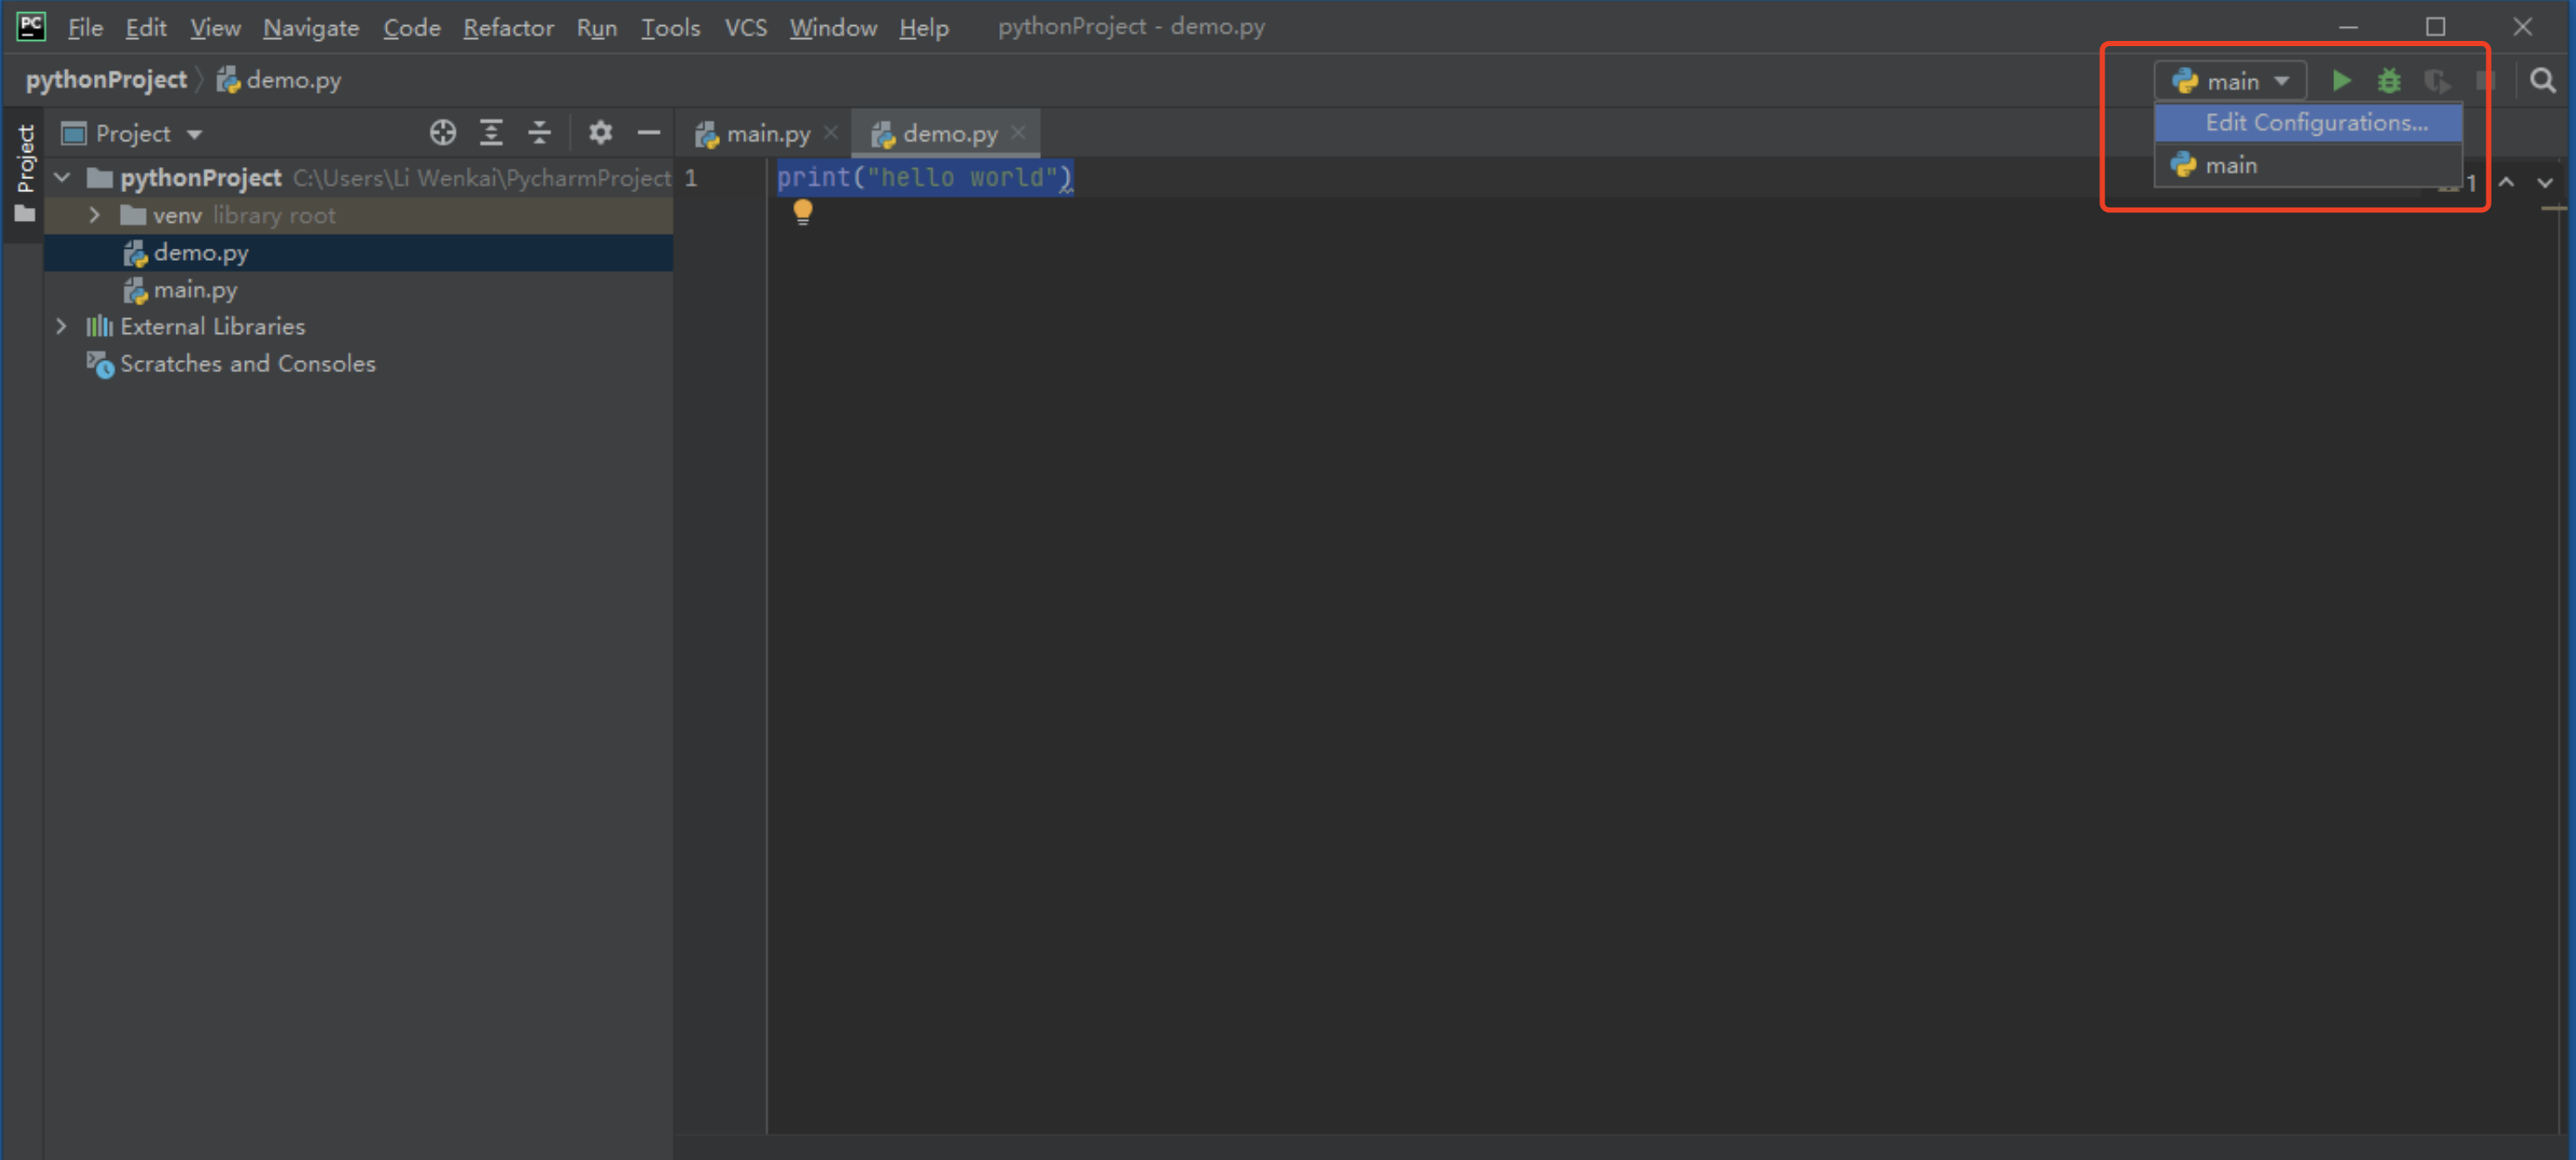 PC File Edit View Navigate Code Refactor Run Tools VCS Window Help pythonProject - demo.py
pythonProject demo.py main
Edit Configurations...
main
Project
Project
main.py demo.py
pythonProject C:\Users\Li Wenkai\PycharmProject
1 print("hello world")
1
venv library root
demo.py
main.py
External Libraries
Scratches and Consoles